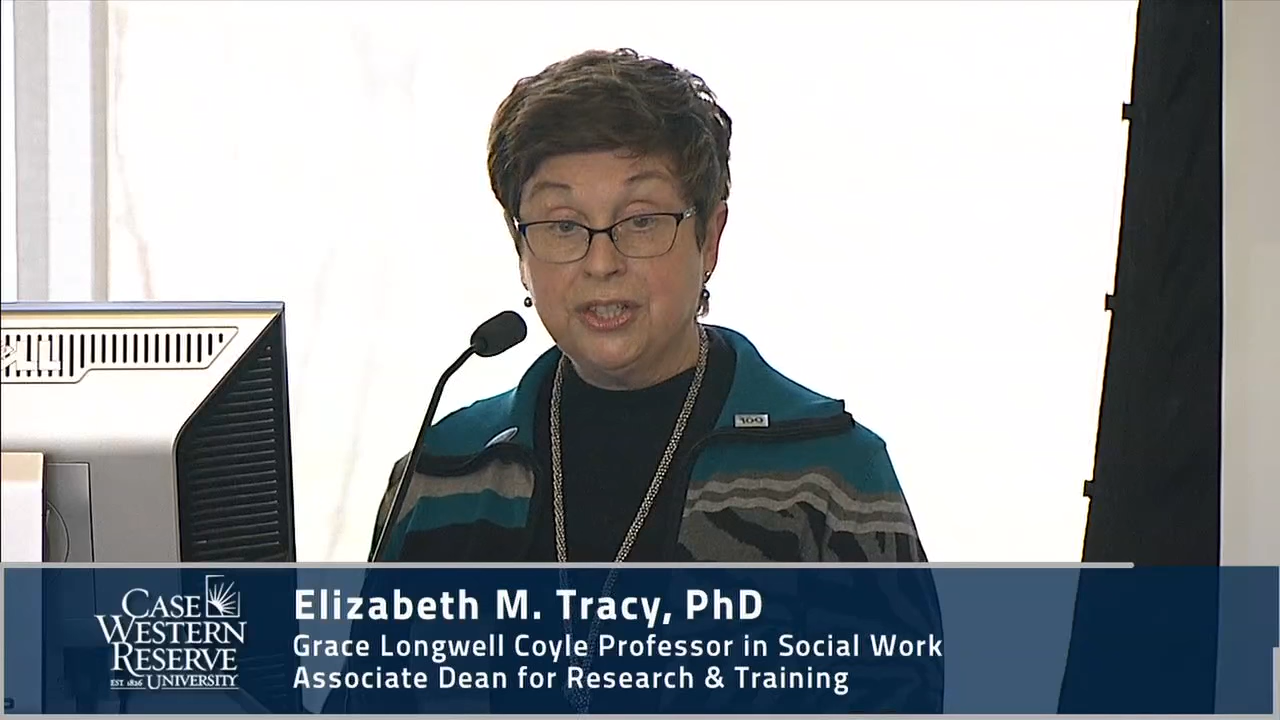 100
CASE
WESTERN
RESERVE
EST. 1826 UNIVERSITY
Elizabeth M. Tracy, PhD
Grace Longwell Coyle Professor in Social Work
Associate Dean for Research & Training